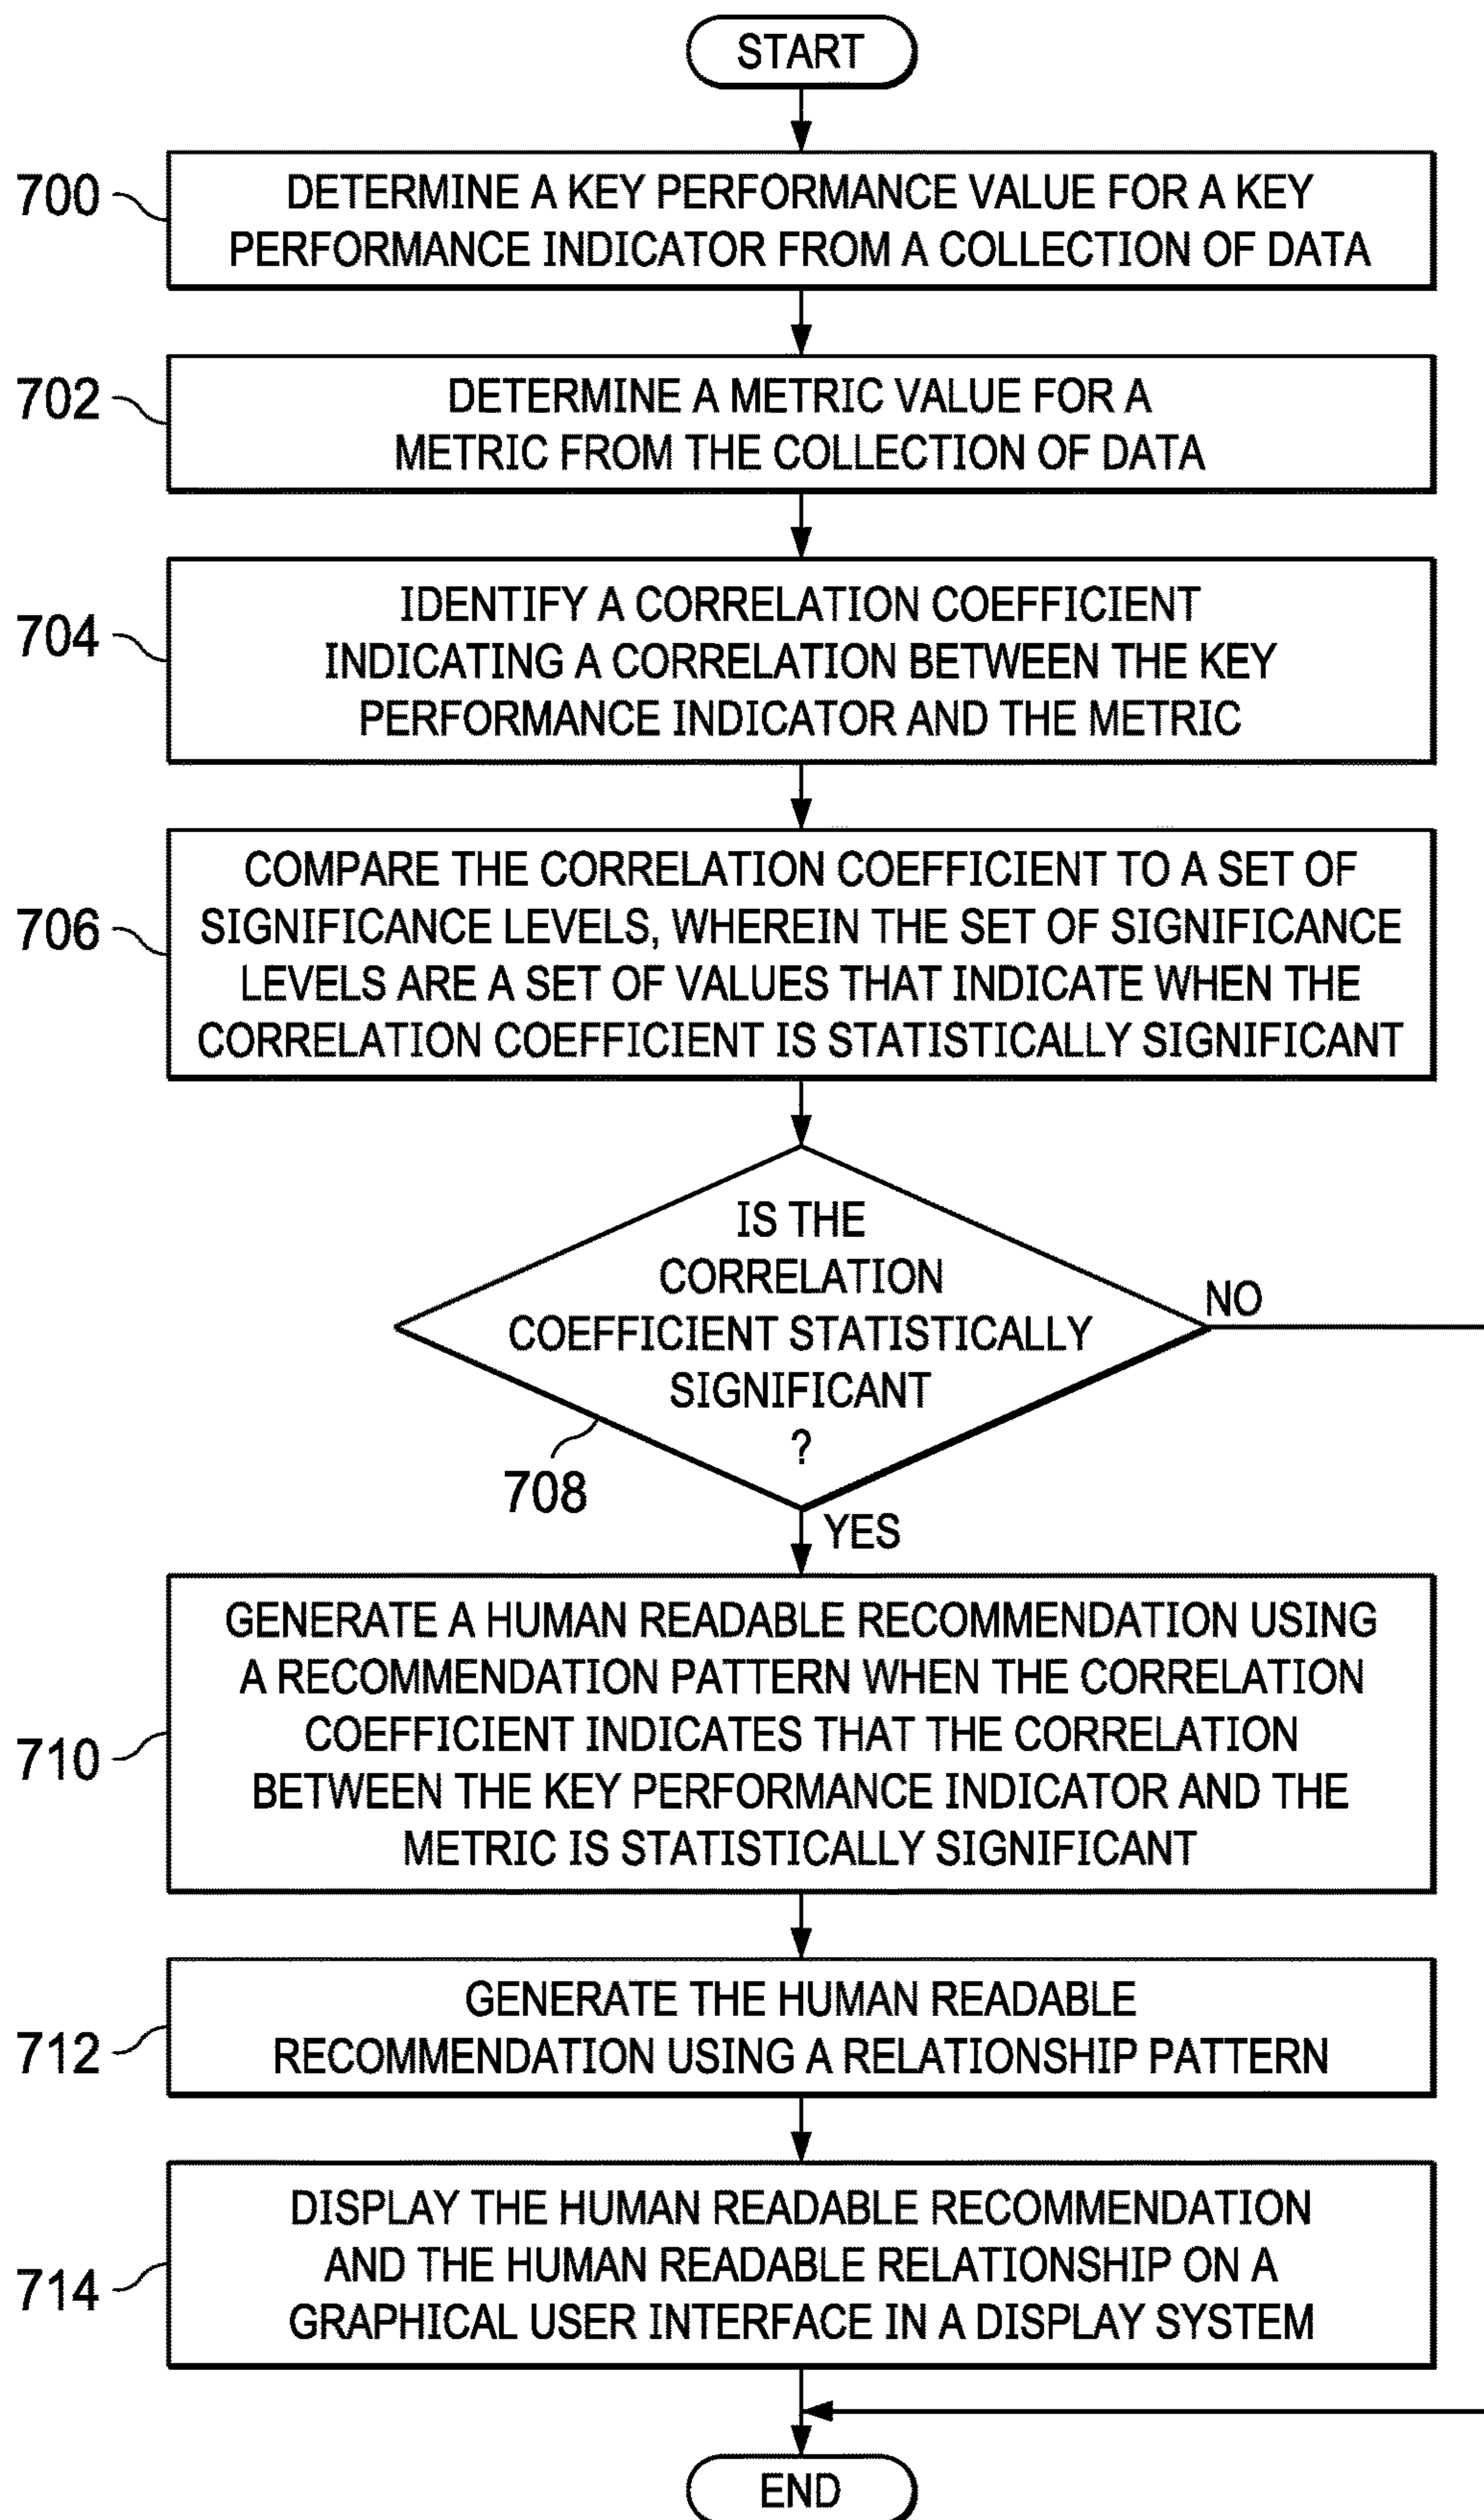 START
700
DETERMINE A KEY PERFORMANCE VALUE FOR A KEY
PERFORMANCE INDICATOR FROM A COLLECTION OF DATA
702
DETERMINE A METRIC VALUE FOR A
METRIC FROM THE COLLECTION OF DATA
704
IDENTIFY A CORRELATION COEFFICIENT
INDICATING A CORRELATION BETWEEN THE KEY
PERFORMANCE INDICATOR AND THE METRIC
706
COMPARE THE CORRELATION COEFFICIENT TO A SET OF
SIGNIFICANCE LEVELS, WHEREIN THE SET OF SIGNIFICANCE
LEVELS ARE A SET OF VALUES THAT INDICATE WHEN THE
CORRELATION COEFFICIENT IS STATISTICALLY SIGNIFICANT
IS THE
CORRELATION
COEFFICIENT STATISTICALLY
SIGNIFICANT
?
NO
708
YES
710
GENERATE A HUMAN READABLE RECOMMENDATION USING
A RECOMMENDATION PATTERN WHEN THE CORRELATION
COEFFICIENT INDICATES THAT THE CORRELATION
BETWEEN THE KEY PERFORMANCE INDICATOR AND THE
METRIC IS STATISTICALLY SIGNIFICANT
712
GENERATE THE HUMAN READABLE
RECOMMENDATION USING A RELATIONSHIP PATTERN
714
DISPLAY THE HUMAN READABLE RECOMMENDATION
AND THE HUMAN READABLE RELATIONSHIP ON A
GRAPHICAL USER INTERFACE IN A DISPLAY SYSTEM
END